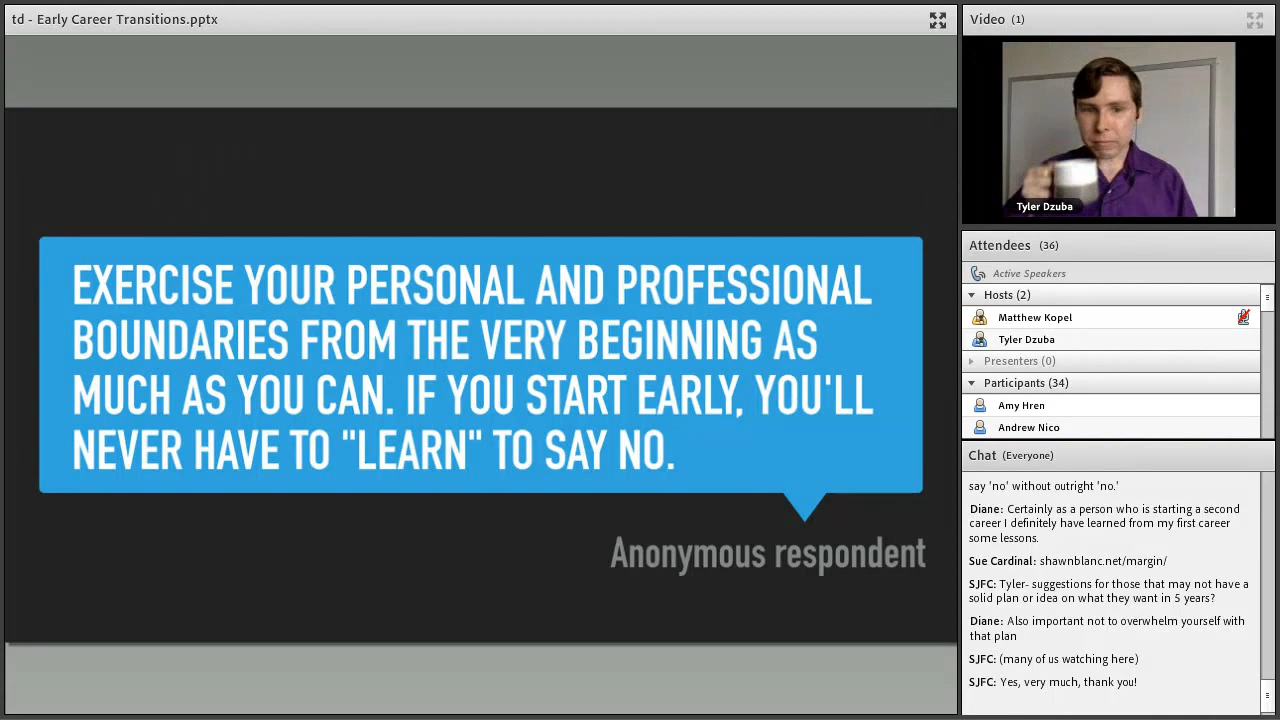 td - Early Career Transitions.pptx
EXERCISE YOUR PERSONAL AND PROFESSIONAL
BOUNDARIES FROM THE VERY BEGINNING AS
MUCH AS YOU CAN. IF YOU START EARLY, YOU'LL
NEVER HAVE TO "LEARN" TO SAY NO.
Anonymous respondent
Video (1)
Tyler Dzuba
Attendees (36)
Active Speakers
Hosts (2)
Matthew Kopel
Tyler Dzuba
Presenters (0)
Participants (34)
Amy Hren
Andrew Nico
Chat (Everyone)
say 'no' without outright 'no.'
Diane: Certainly as a person who is starting a second
career I definitely have learned from my first career
some lessons.
Sue Cardinal: shawnblanc.net/margin/
SJFC: Tyler- suggestions for those that may not have a
solid plan or idea on what they want in 5 years?
Diane: Also important not to overwhelm yourself with
that plan
SJFC: (many of us watching here)
SJFC: Yes, very much, thank you!